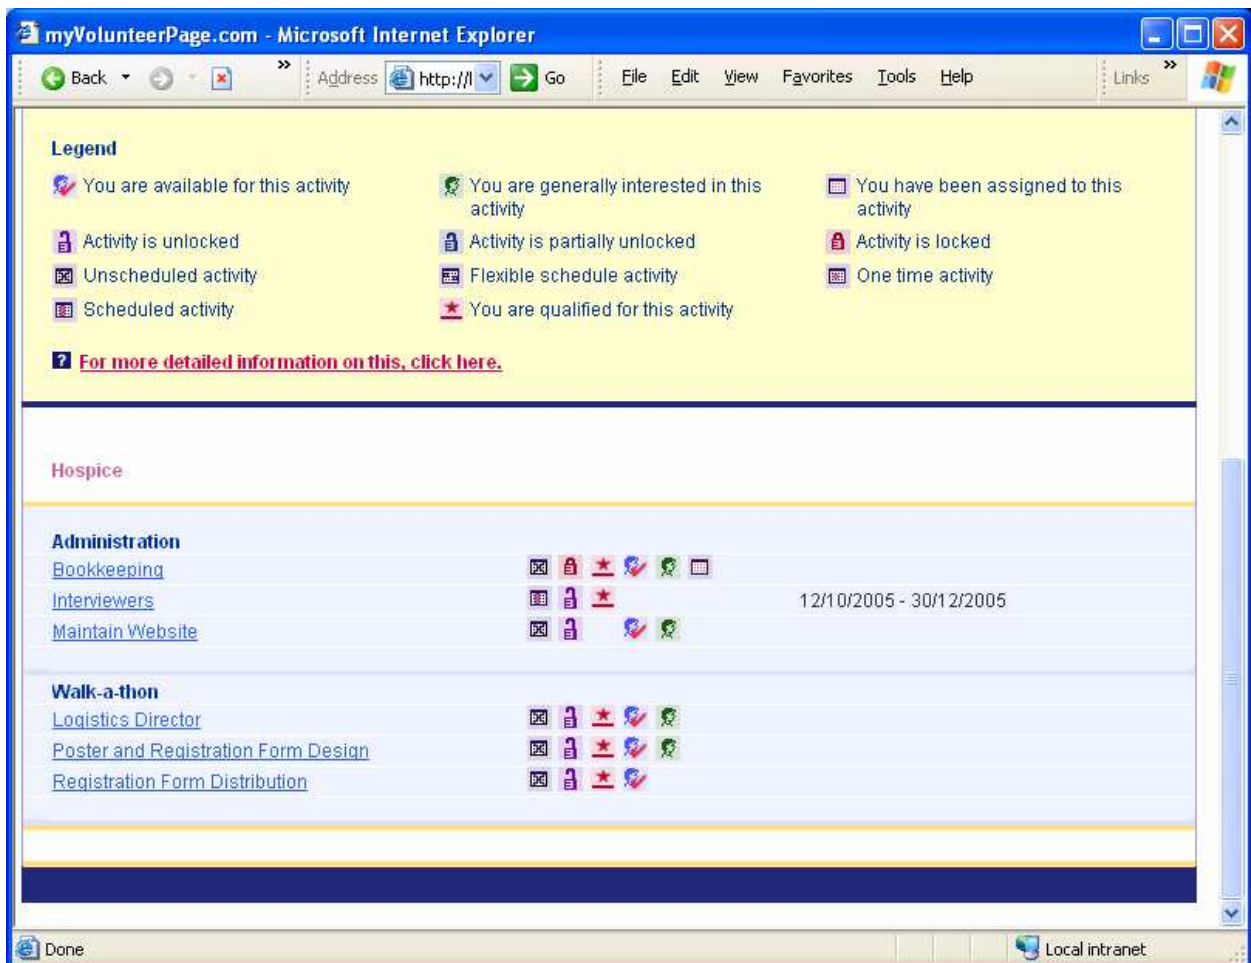 myVolunteerPage.com - Microsoft Internet Explorer
Back » Address http://l Go File Edit View Favorites Tools Help Links »
Legend
You are available for this activity
You are generally interested in this
activity
You have been assigned to this
activity
Activity is unlocked
Activity is partially unlocked
Activity is locked
Unscheduled activity
Flexible schedule activity
One time activity
Scheduled activity
You are qualified for this activity
? For more detailed information on this, click here.
Hospice
Administration
Bookkeeping
Interviewers 12/10/2005 - 30/12/2005
Maintain Website
Walk-a-thon
Logistics Director
Poster and Registration Form Design
Registration Form Distribution
Done Local intranet